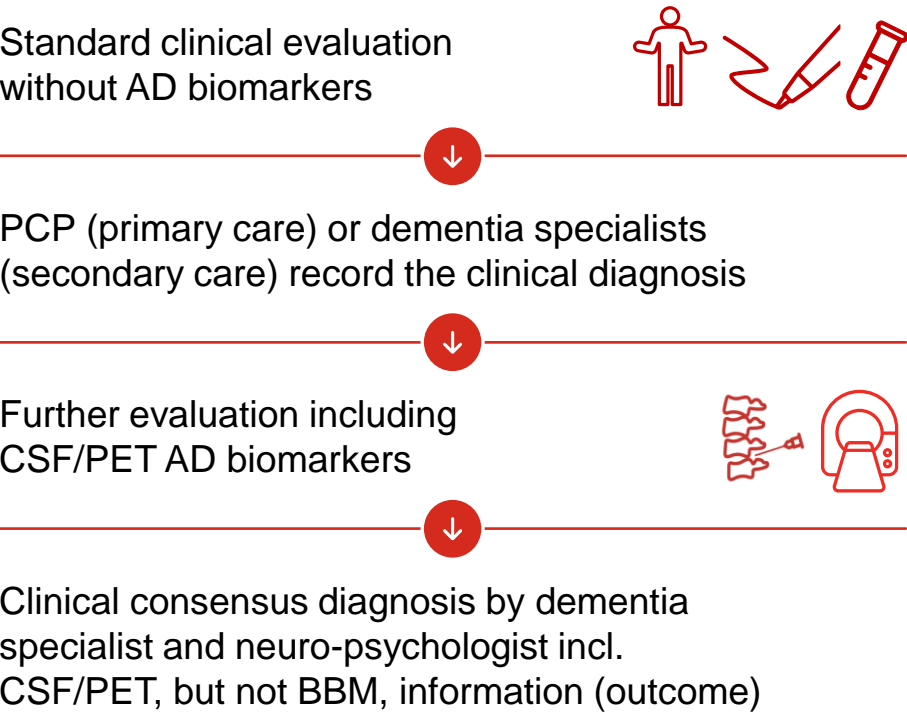 Standard clinical evaluation
without AD biomarkers
PCP (primary care) or dementia specialists
(secondary care) record the clinical diagnosis
Further evaluation including
CSF/PET AD biomarkers
Clinical consensus diagnosis by dementia
specialist and neuro-psychologist incl.
CSF/PET, but not BBM, information (outcome)